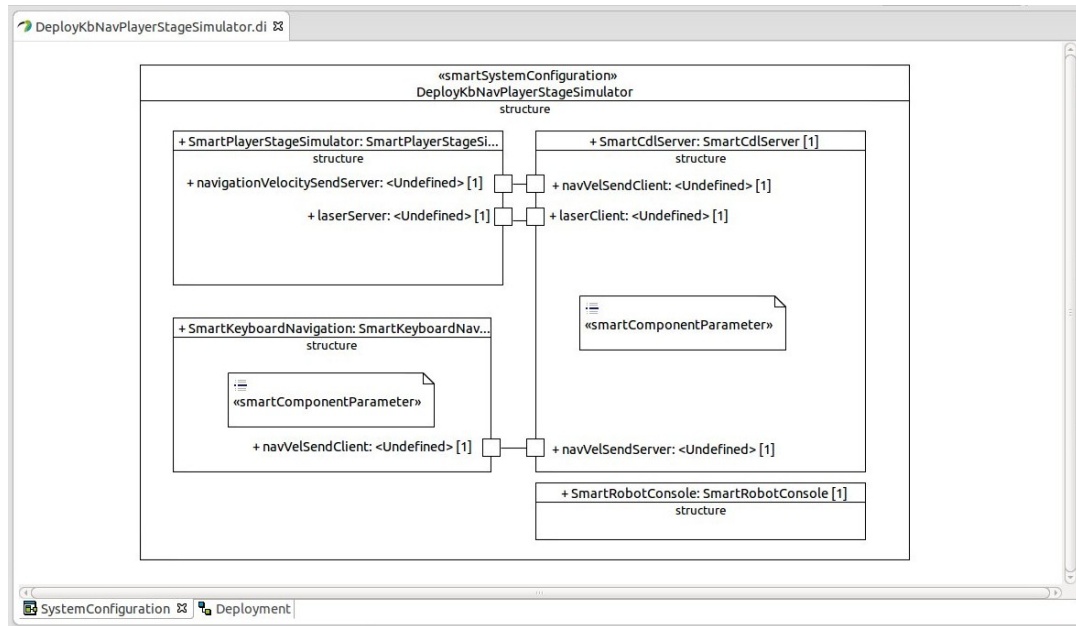 DeployKbNavPlayerStageSimulator.di
«smartSystemConfiguration»
DeployKbNavPlayerStageSimulator
structure
+ SmartPlayerStageSimulator: SmartPlayerStageSi...
structure
+ navigationVelocitySendServer: <Undefined> [1]
+ laserServer: <Undefined> [1]
+ SmartCdlServer: SmartCdlServer [1]
structure
+ navVelSendClient: <Undefined> [1]
+ laserClient: <Undefined> [1]
«smartComponentParameter»
+ navVelSendServer: <Undefined> [1]
+ SmartKeyboardNavigation: SmartKeyboardNav...
structure
«smartComponentParameter»
+ navVelSendClient: <Undefined> [1]
+ SmartRobotConsole: SmartRobotConsole [1]
structure
SystemConfiguration
Deployment